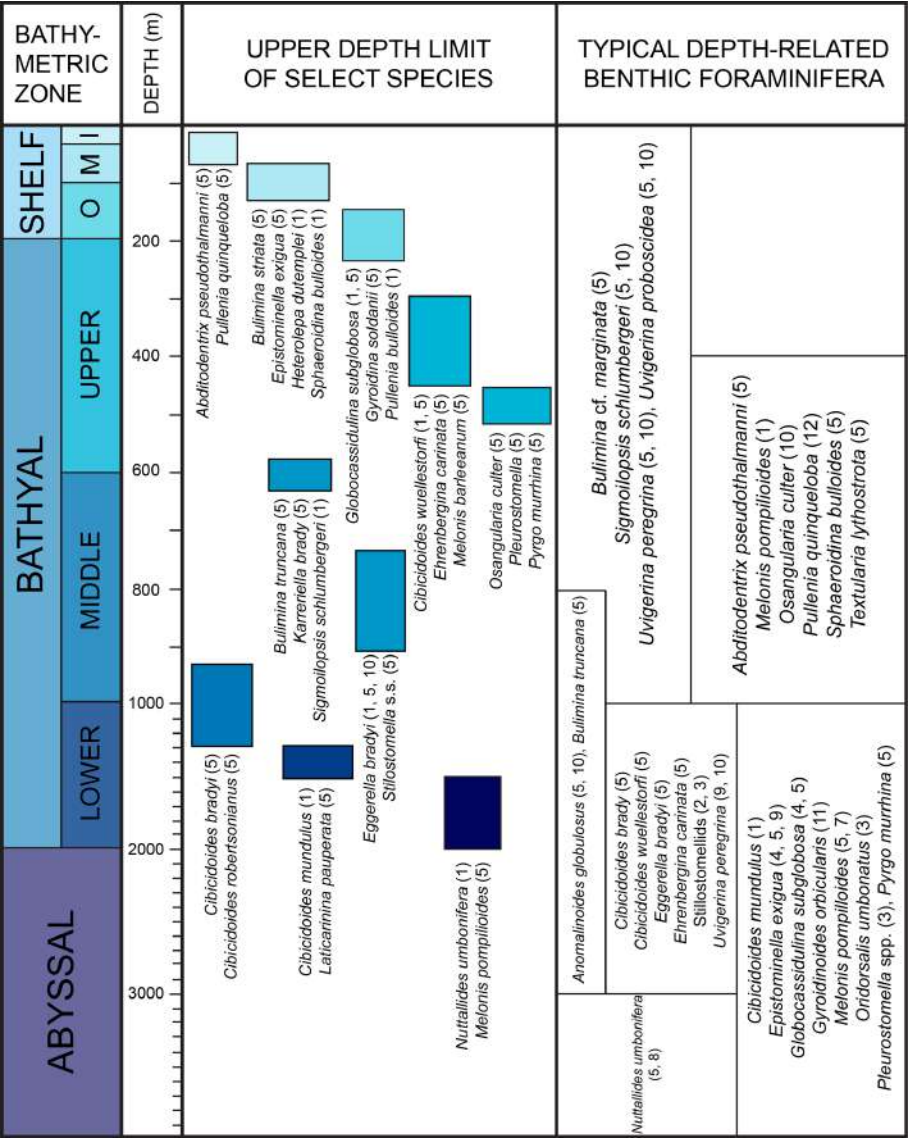 BATHY-
METRIC
ZONE
DEPTH (m)
UPPER DEPTH LIMIT
OF SELECT SPECIES
TYPICAL DEPTH-RELATED
BENTHIC FORAMINIFERA
SHELF
I
M
O
BATHYAL
UPPER
MIDDLE
LOWER
ABYSSAL
200
400
600
800
1000
2000
3000
Abditodentrix pseudothalmanni (5)
Pullenia quinqueloba (5)
Bulimina striata (5)
Epistominella exigua (5)
Heterolepa dutemplei (1)
Sphaeroidina bulloides (1)
Globocassidulina subglobosa (1, 5)
Gyroidina soldanii (5)
Pullenia bulloides (1)
Cibicidoides wuellestorfi (1, 5)
Ehrenbergina carinata (5)
Melonis barleeanum (5)
Osangularia culter (5)
Pleurostomella (5)
Pyrgo murrhina (5)
Bulimina truncana (5)
Karreriella brady (5)
Sigmoilopsis schlumbergeri (1)
Eggerella bradyi (1, 5, 10)
Stilostomella s.s. (5)
Cibicidoides bradyi (5)
Cibicidoides robertsonianus (5)
Cibicidoides mundulus (1)
Laticarinina pauperata (5)
Nuttallides umbonifera (1)
Melonis pompilioides (5)
Bulimina cf. marginata (5)
Sigmoilopsis schlumbergeri (5, 10)
Uvigerina peregrina (5, 10), Uvigerina proboscidea (5, 10)
Abditodentrix pseudothalmanni (5)
Melonis pompilioides (1)
Osangularia culter (10)
Pullenia quinqueloba (12)
Sphaeroidina bulloides (5)
Textularia lythostrota (5)
Anomalinoides globulosus (5, 10), Bulimina truncana (5)
Cibicidoides brady (5)
Cibicidoides wuellestorfi (5)
Eggerella bradyi (5)
Ehrenbergina carinata (5)
Stillostomellids (2, 3)
Uvigerina peregrina (9, 10)
Cibicidoides mundulus (1)
Epistominella exigua (4, 5, 9)
Globocassidulina subglobosa (4, 5)
Gyroidinoides orbicularis (11)
Melonis pompilloides (5, 7)
Oridorsalis umbonatus (3)
Pleurostomella spp. (3), Pyrgo murrhina (5)
Nuttallides umbonifera
(5, 8)